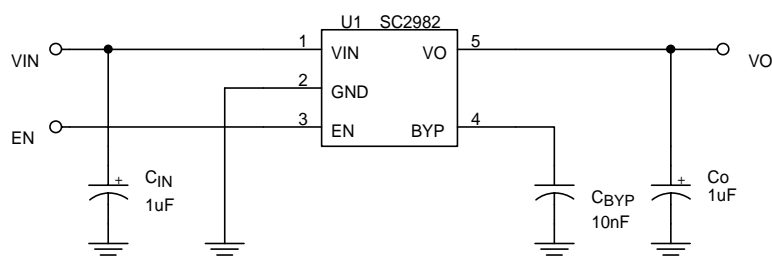 U1 SC2982
1 VIN VO 5
VIN VO
2 GND
3 EN BYP 4
EN
+ CIN
1uF
+ CBYP
10nF
+ Co
1uF